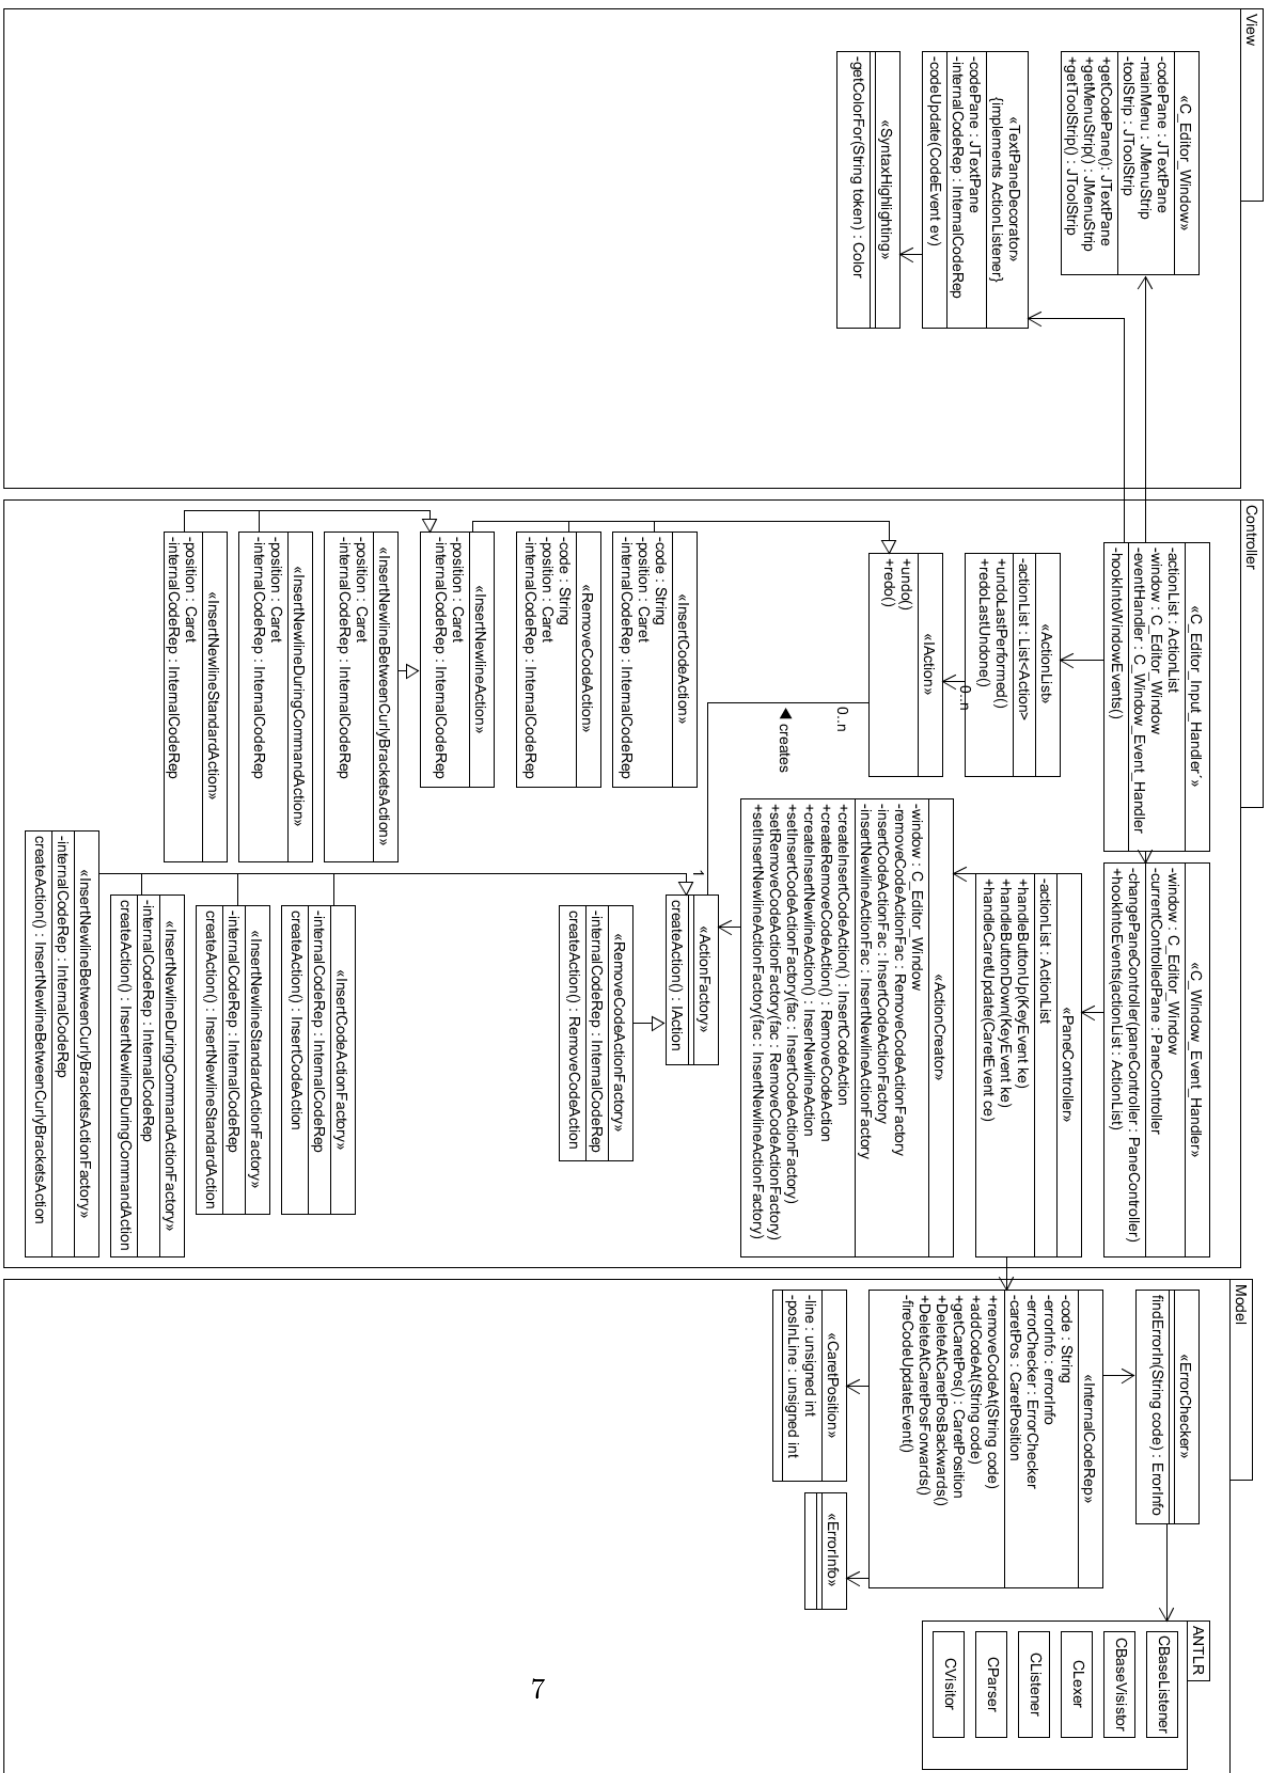 View
«C_Editor_Window»
-codePane : JTextPane
-mainMenu : JMenuStrip
-toolStrip : JToolStrip
+getCodePane(): JTextPane
+getMenuStrip() : JMenuStrip
+getToolStrip() : JToolStrip
«TextPaneDecorator»
{implements ActionListener}
-codePane : JTextPane
-internalCodeRep : InternalCodeRep
-codeUpdate(CodeEvent ev)
«SyntaxHighlighting»
-getColorFor(String token) : Color
Controller
«C_Editor_Input_Handler´»
-actionList : ActionList
-window : C_Editor_Window
-eventHandler : C_Window_Event_Handler
-hookIntoWindowEvents()
«ActionList»
-actionList : List<Action>
+undoLastPerformed()
+redoLastUndone()
0..n
«IAction»
+undo()
+redo()
0..n
◀ creates
«InsertCodeAction»
-code : String
-position : Caret
-internalCodeRep : InternalCodeRep
«RemoveCodeAction»
-code : String
-position : Caret
-internalCodeRep : InternalCodeRep
«InsertNewlineAction»
-position : Caret
-internalCodeRep : InternalCodeRep
«InsertNewlineBetweenCurlyBracketsAction»
-position : Caret
-internalCodeRep : InternalCodeRep
«InsertNewlineDuringCommandAction»
-position : Caret
-internalCodeRep : InternalCodeRep
«InsertNewlineStandardAction»
-position : Caret
-internalCodeRep : InternalCodeRep
«C_Window_Event_Handler»
-window : C_Editor_Window
-currentControlledPane : PaneController
-changePaneController(paneController : PaneController)
+hookIntoEvents(actionList : ActionList)
«PaneController»
-actionList : ActionList
+handleButtonUp(KeyEvent ke)
+handleButtonDown(KeyEvent ke)
+handleCaretUpdate(CaretEvent ce)
«ActionCreator»
-window : C_Editor_Window
-removeCodeActionFac : RemoveCodeActionFactory
-insertCodeActionFac : InsertCodeActionFactory
-insertNewlineActionFac : InsertNewlineActionFactory
+createInsertCodeAction() : InsertCodeAction
+createRemoveCodeAction() : RemoveCodeAction
+createInsertNewlineAction() : InserNewlineAction
+setInsertCodeActionFactory(fac : InsertCodeActionFactory)
+setRemoveCodeActionFactory(fac : RemoveCodeActionFactory)
+setInsertNewlineActionFactory(fac : InsertNewlineActionFactory)
1
«ActionFactory»
createAction() : IAction
«RemoveCodeActionFactory»
-internalCodeRep : InternalCodeRep
createAction() : RemoveCodeAction
«InsertCodeActionFactory»
-internalCodeRep : InternalCodeRep
createAction() : InsertCodeAction
«InsertNewlineStandardActionFactory»
-internalCodeRep : InternalCodeRep
createAction() : InsertNewlineStandardAction
«InsertNewlineDuringCommandActionFactory»
-internalCodeRep : InternalCodeRep
createAction() : InsertNewlineDuringCommandAction
«InsertNewlineBetweenCurlyBracketsActionFactory»
-internalCodeRep : InternalCodeRep
createAction() : InsertNewlineBetweenCurlyBracketsAction
Model
«ErrorChecker»
findErrorIn(String code) : ErorInfo
«InternalCodeRep»
-code : String
-errorInfo : errorInfo
-errorChecker : ErrorChecker
-caretPos : CaretPosition
+removeCodeAt(String code)
+addCodeAt(String code)
+getCaretPos() : CaretPosition
+DeleteAtCaretPosBackwards()
+DeleteAtCaretPosForwards()
-fireCodeUpdateEvent()
«CaretPosition»
-line : unsigned int
-posInLine : unsigned int
«ErrorInfo»
ANTLR
CBaseListener
CBaseVisistor
CLexer
CListener
CParser
CVisitor
7